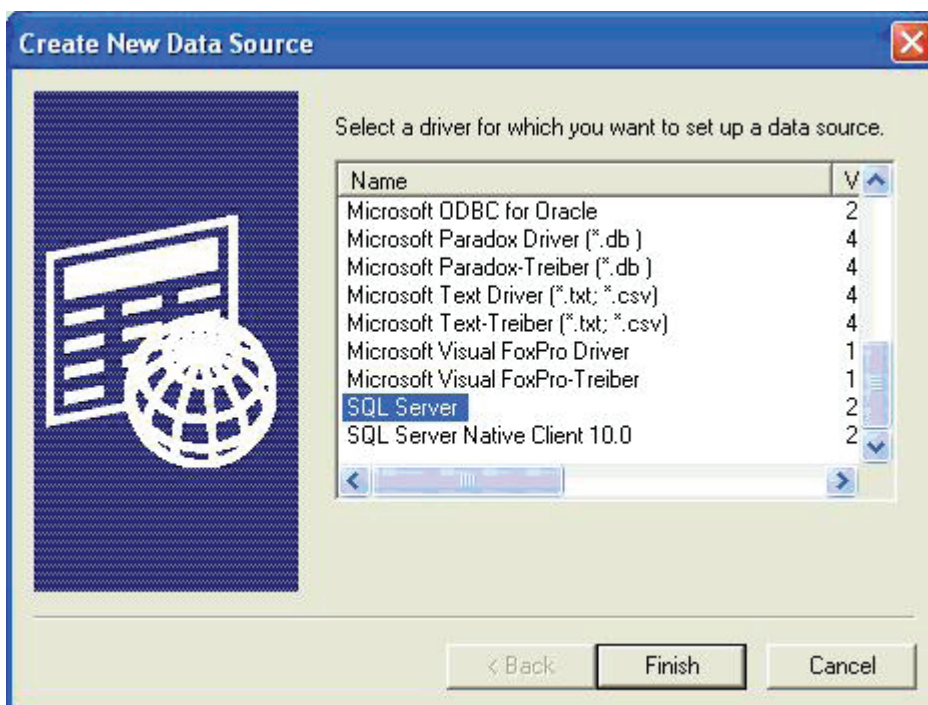 Create New Data Source
Select a driver for which you want to set up a data source.
Name V
Microsoft ODBC for Oracle 2
Microsoft Paradox Driver (*.db ) 4
Microsoft Paradox-Treiber (*.db ) 4
Microsoft Text Driver (*.txt; *.csv) 4
Microsoft Text-Treiber (*.txt; *.csv) 4
Microsoft Visual FoxPro Driver 1
Microsoft Visual FoxPro-Treiber 1
SQL Server 2
SQL Server Native Client 10.0 2
< Back Finish Cancel